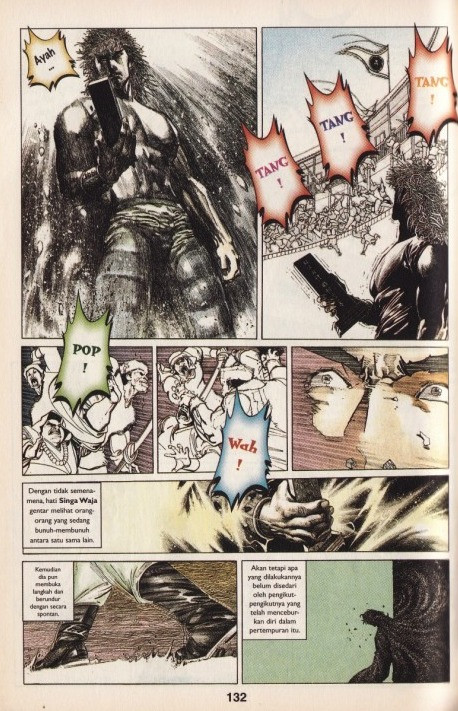 Ayah
...
TANG
!
TANG
!
TANG
!
POP
!
Wah
!
Dengan tidak semena-
mena, hati Singa Waja
gentar melihat orang-
orang yang sedang
bunuh-membunuh
antara satu sama lain.
Kemudian
dia pun
membuka
langkah dan
berundur
dengan secara
spontan.
Akan tetapi apa
yang dilakukannya
belum disedari
oleh pengikut-
pengikutnya yang
telah mencebur-
kan diri dalam
pertempuran itu.
132